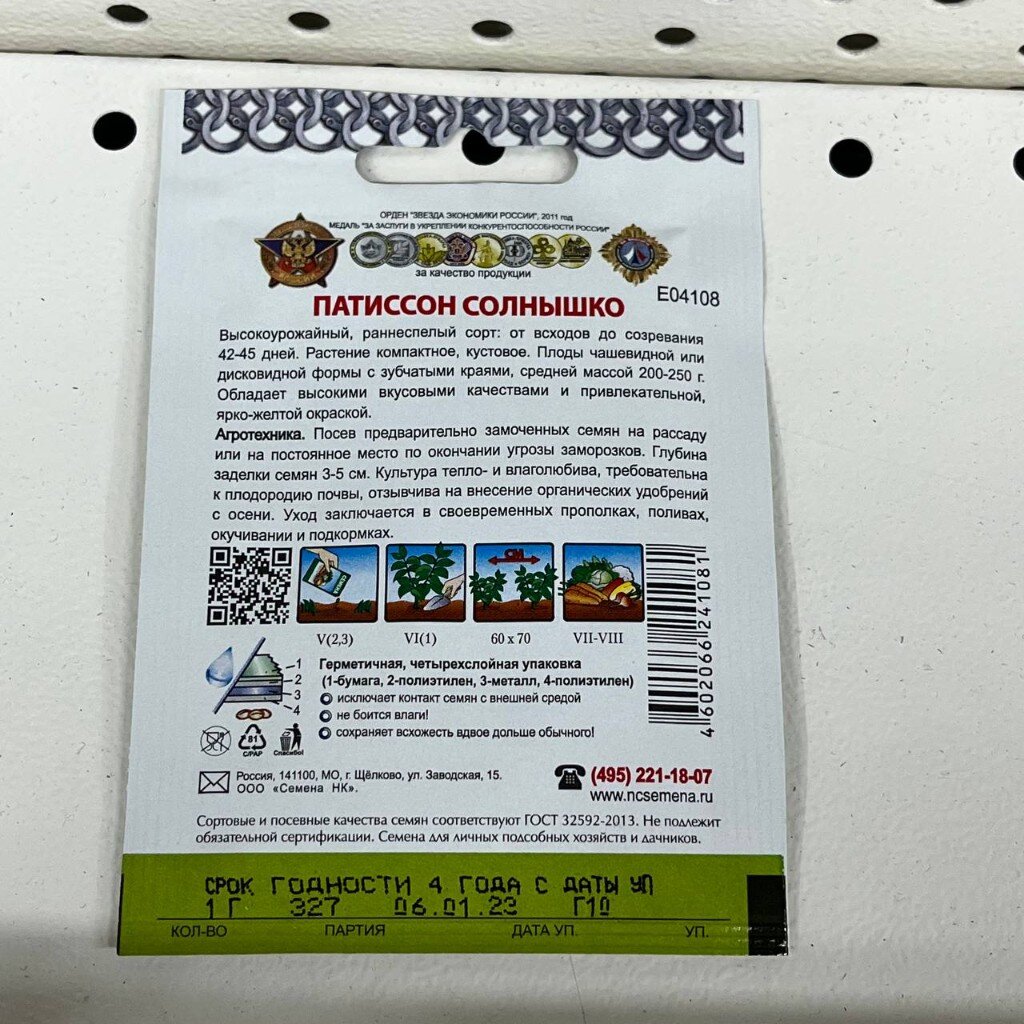 ОРДЕН "ЗВЕЗДА ЭКОНОМИКИ РОССИИ", 2011 год
МЕДАЛЬ "ЗА ЗАСЛУГИ В УКРЕПЛЕНИИ КОНКУРЕНТОСПОСОБНОСТИ РОССИИ"
за качество продукции
ПАТИССОН СОЛНЫШКО
E04108
Высокоурожайный, раннеспелый сорт: от всходов до созревания
42-45 дней. Растение компактное, кустовое. Плоды чашевидной или
дисковидной формы с зубчатыми краями, средней массой 200-250 г.
Обладает высокими вкусовыми качествами и привлекательной,
ярко-желтой окраской.
Агротехника. Посев предварительно замоченных семян на рассаду
или на постоянное место по окончании угрозы заморозков. Глубина
заделки семян 3-5 см. Культура тепло- и влаголюбива, требовательна
к плодородию почвы, отзывчива на внесение органических удобрений
с осени. Уход заключается в своевременных прополках, поливах,
окучивании и подкормках.
СМ
V(2,3) VI(1) 60 х 70 VII-VIII
4 602066 241081
1
2
3
4
Герметичная, четырехслойная упаковка
(1-бумага, 2-полиэтилен, 3-металл, 4-полиэтилен)
исключает контакт семян с внешней средой
не боится влаги!
сохраняет всхожесть вдвое дольше обычного!
81
C/PAP
Спасибо!
Россия, 141100, МО, г. Щёлково, ул. Заводская, 15.
ООО «Семена НК».
(495) 221-18-07
www.ncsemena.ru
Сортовые и посевные качества семян соответствуют ГОСТ 32592-2013. Не подлежит
обязательной сертификации. Семена для личных подсобных хозяйств и дачников.
СРОК ГОДНОСТИ 4 ГОДА С ДАТЫ УП
1 Г 327 06.01.23 Г10
КОЛ-ВО ПАРТИЯ ДАТА УП. УП.